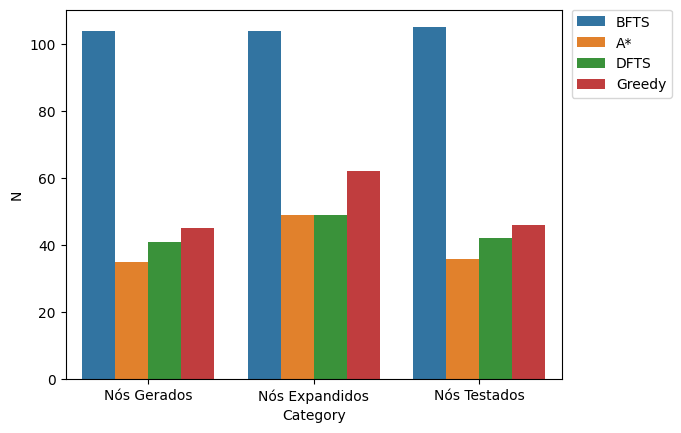 BFTS
A*
DFTS
Greedy
100
80
60
40
20
0
N
Nós Gerados
Nós Expandidos
Nós Testados
Category